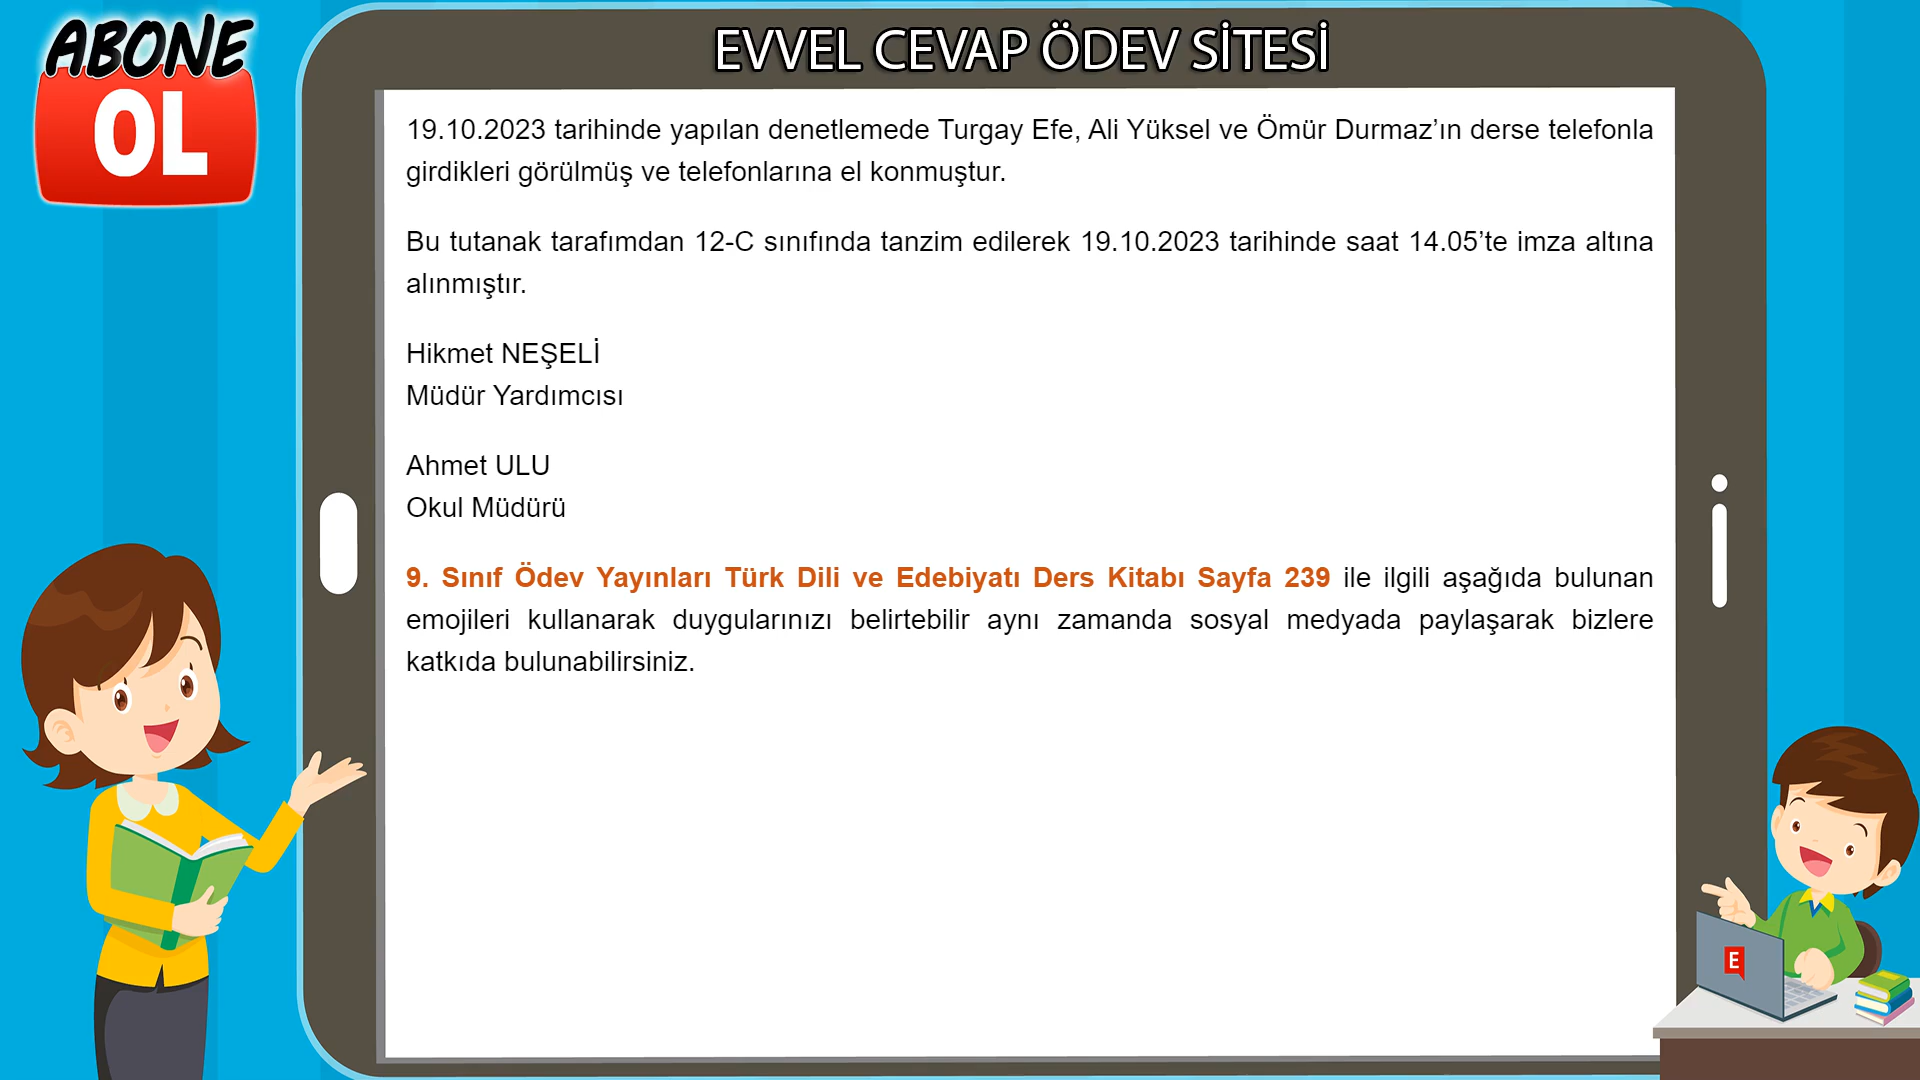 ABONE
OL
EVVEL CEVAP ÖDEV SİTESİ
19.10.2023 tarihinde yapılan denetlemede Turgay Efe, Ali Yüksel ve Ömür Durmaz’ın derse telefonla
girdikleri görülmüş ve telefonlarına el konmuştur.
Bu tutanak tarafımdan 12-C sınıfında tanzim edilerek 19.10.2023 tarihinde saat 14.05’te imza altına
alınmıştır.
Hikmet NEŞELİ
Müdür Yardımcısı
Ahmet ULU
Okul Müdürü
9. Sınıf Ödev Yayınları Türk Dili ve Edebiyatı Ders Kitabı Sayfa 239 ile ilgili aşağıda bulunan
emojileri kullanarak duygularınızı belirtebilir aynı zamanda sosyal medyada paylaşarak bizlere
katkıda bulunabilirsiniz.
E